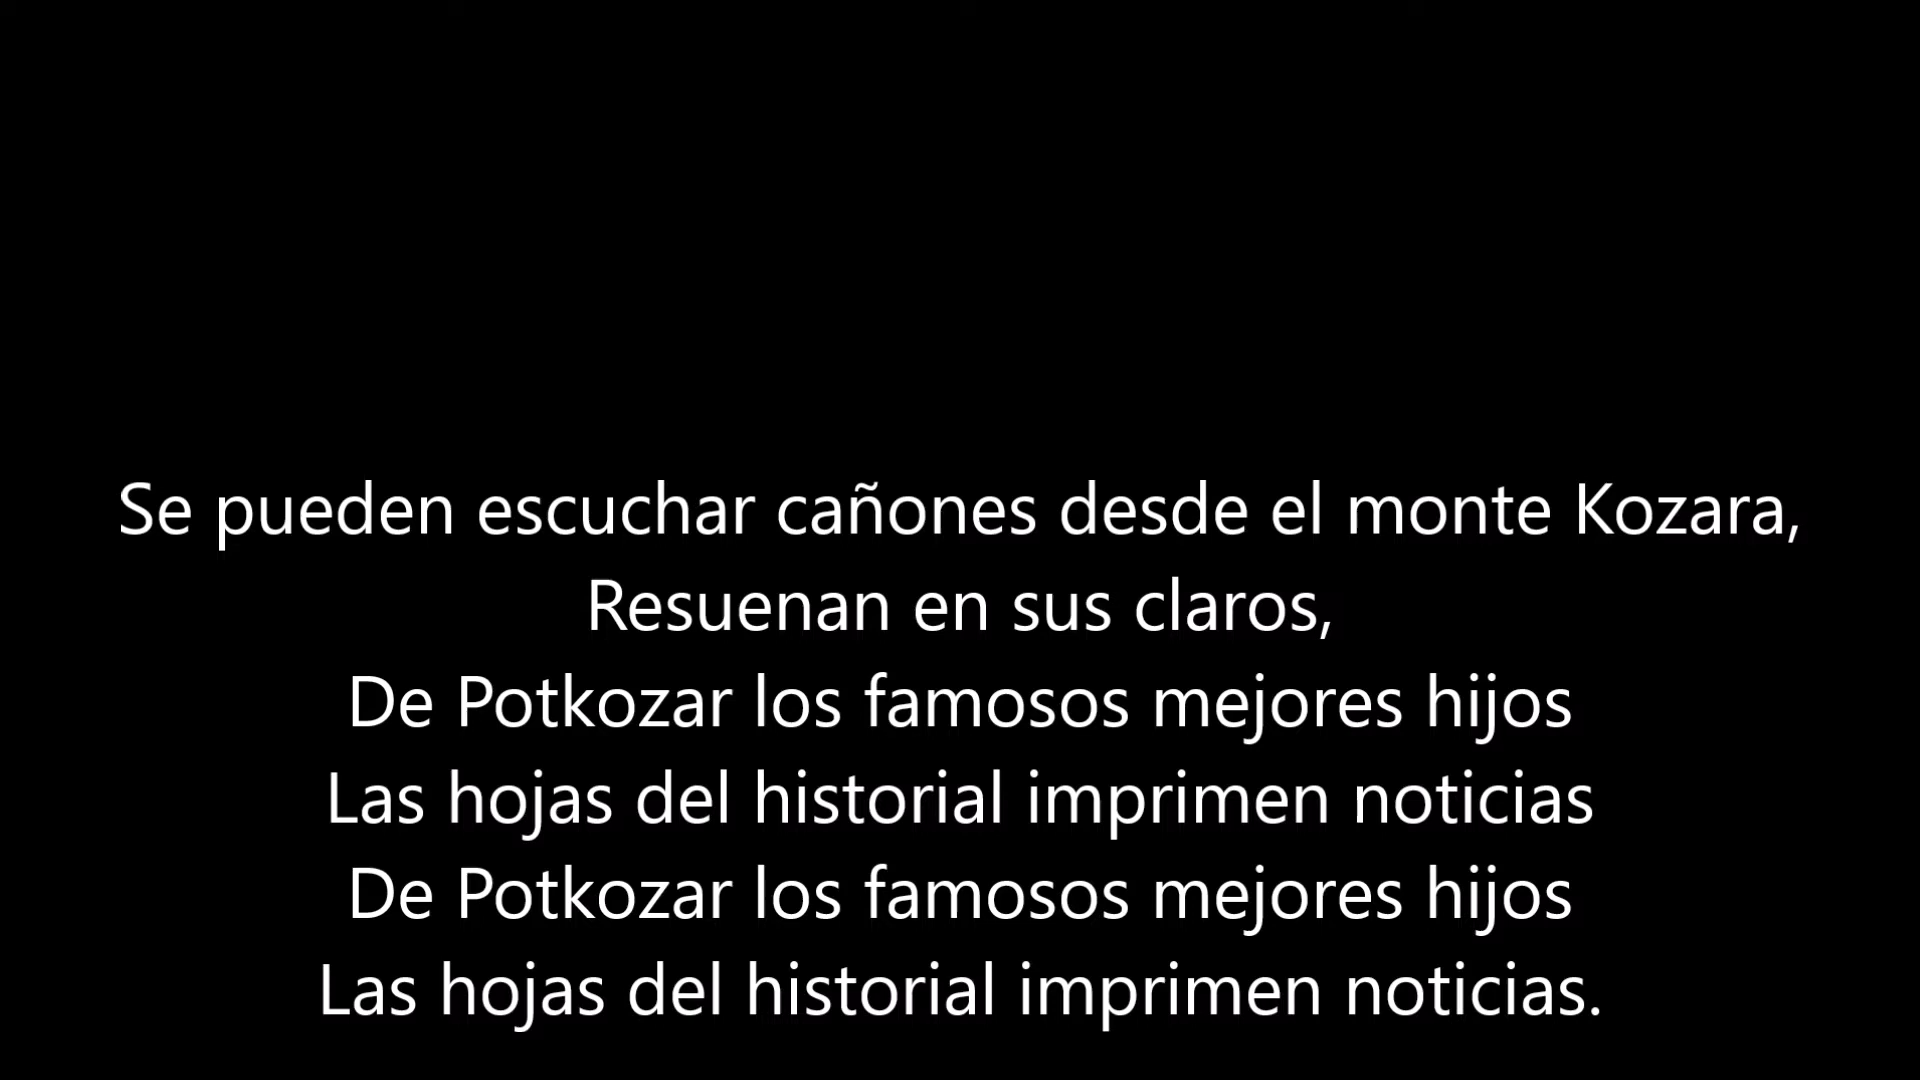 Se pueden escuchar cañones desde el monte Kozara,
Resuenan en sus claros,
De Potkozar los famosos mejores hijos
Las hojas del historial imprimen noticias
De Potkozar los famosos mejores hijos
Las hojas del historial imprimen noticias.